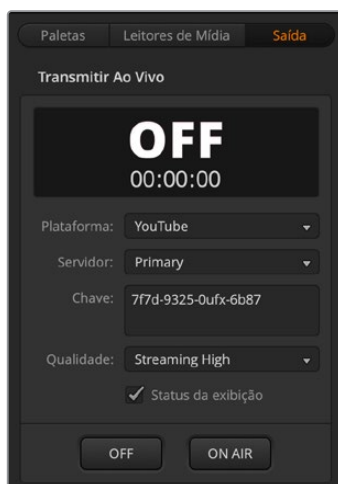 Paletas Leitores de Mídia Saída
Transmitir Ao Vivo
OFF
00:00:00
Plataforma: YouTube
Servidor: Primary
Chave: 7f7d-9325-0ufx-6b87
Qualidade: Streaming High
Status da exibição
OFF ON AIR